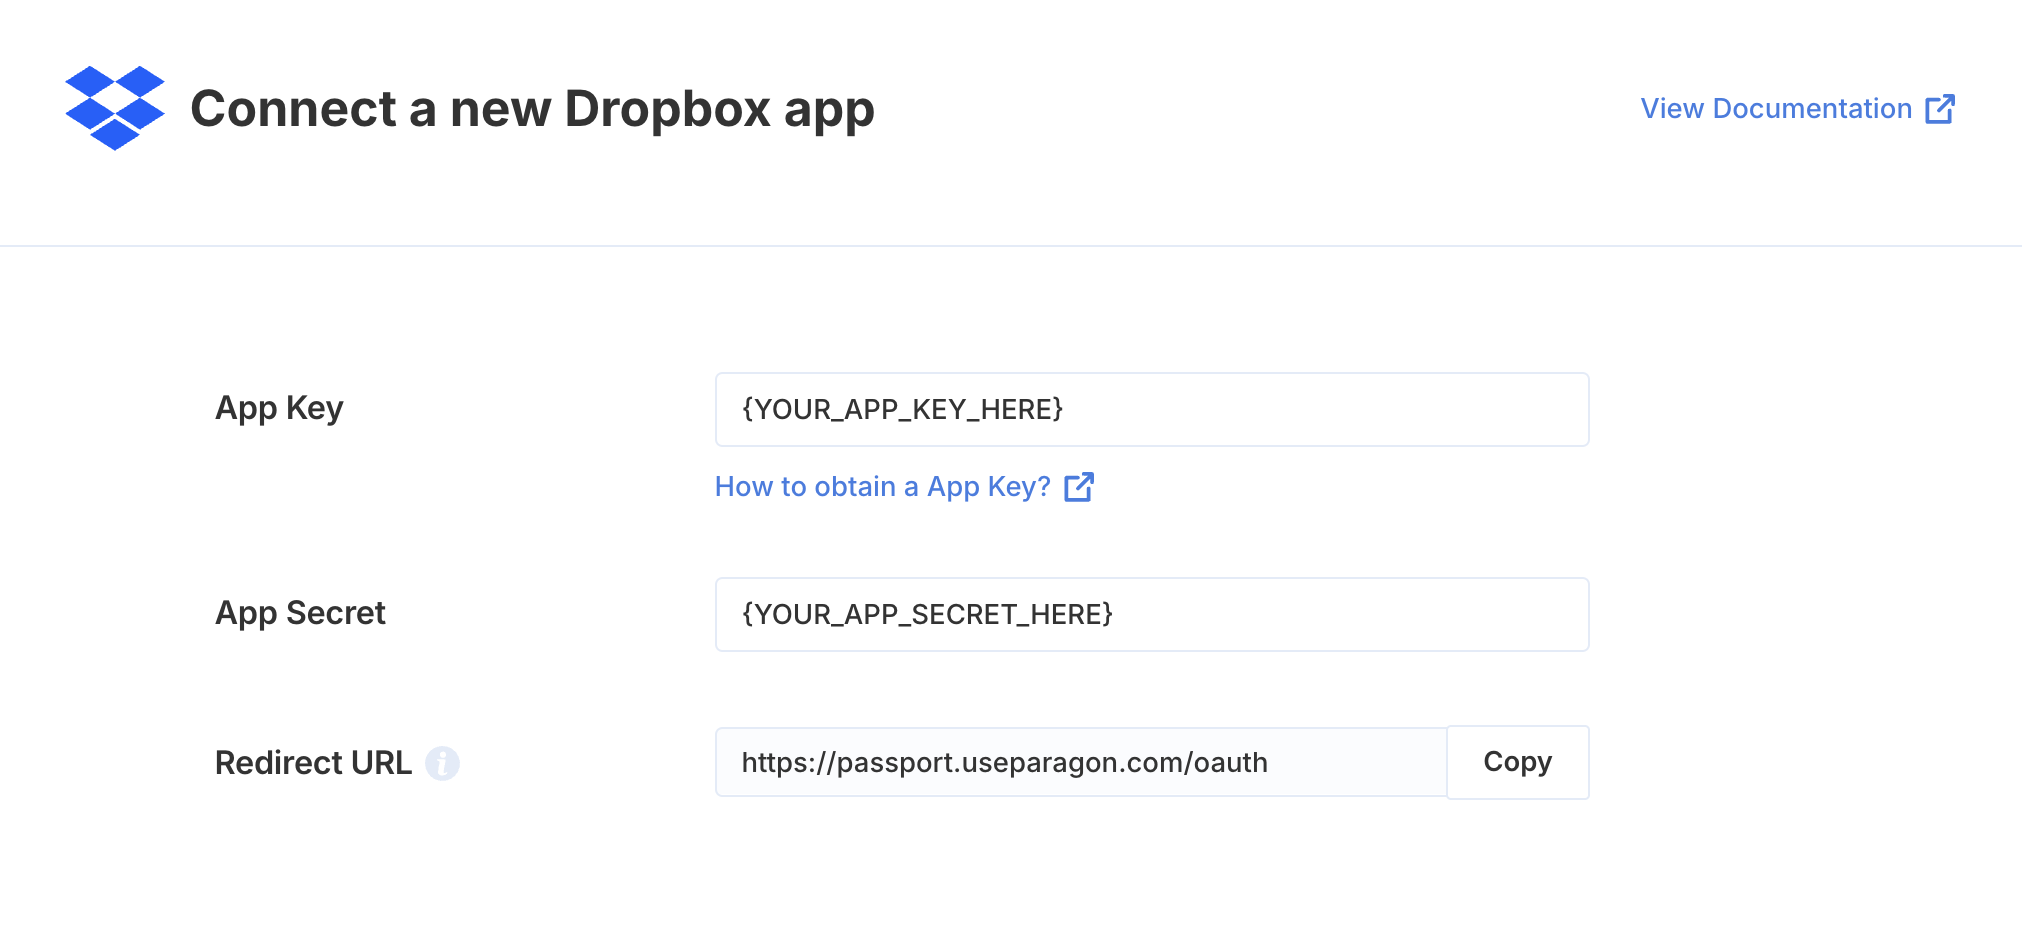 Connect a new Dropbox app
View Documentation
App Key
{YOUR_APP_KEY_HERE}
How to obtain a App Key?
App Secret
{YOUR_APP_SECRET_HERE}
Redirect URL i
https://passport.useparagon.com/oauth
Copy